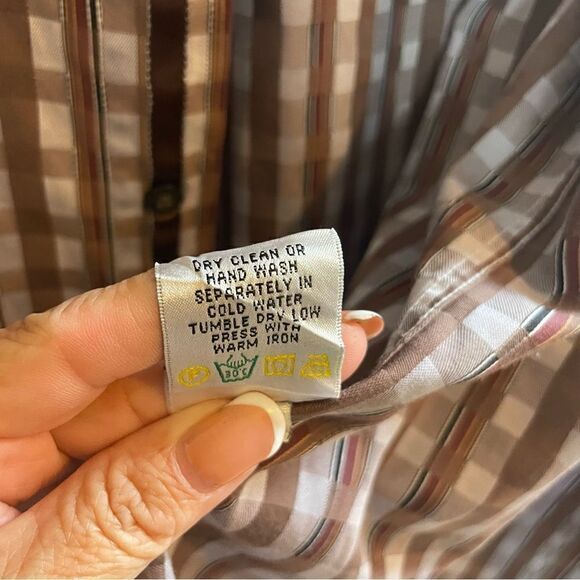 DRY CLEAN OR
HAND WASH
SEPARATELY IN
COLD WATER
TUMBLE DRY LOW
PRESS WITH
WARM IRON
P 30°C